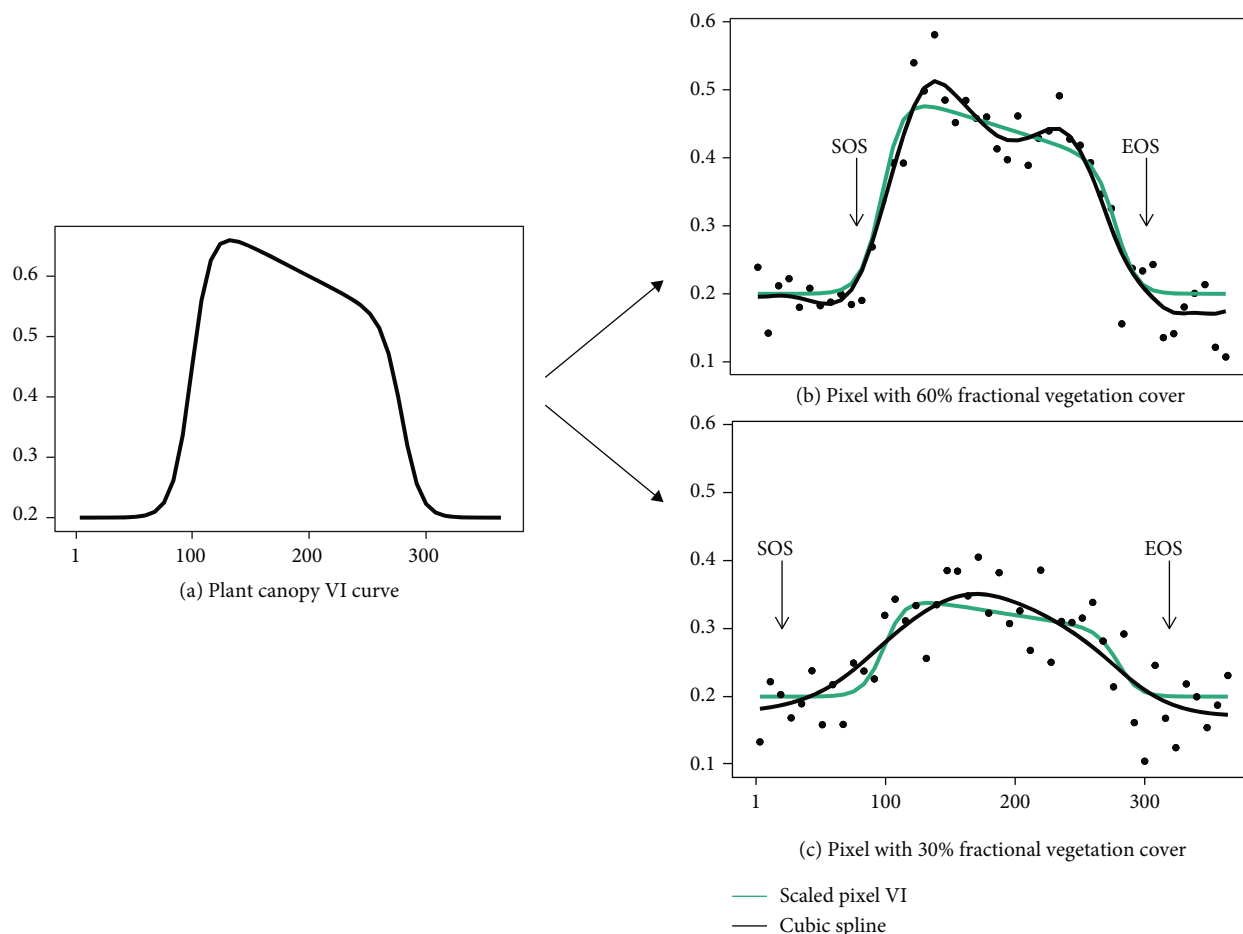 0.6
0.5
0.4
0.3
0.2
1 100 200 300
(a) Plant canopy VI curve
0.6
0.5
0.4
0.3
0.2
0.1
SOS EOS
(b) Pixel with 60% fractional vegetation cover
0.6
0.5
0.4
0.3
0.2
0.1
SOS EOS
1 100 200 300
(c) Pixel with 30% fractional vegetation cover
Scaled pixel VI
Cubic spline